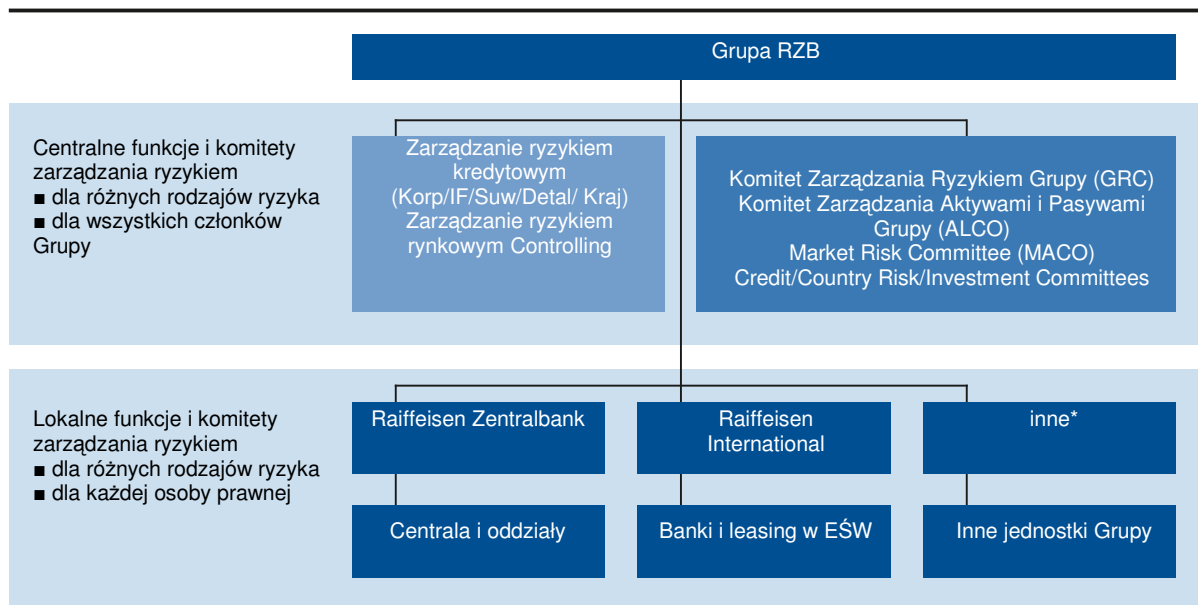 Grupa RZB
Centralne funkcje i komitety
zarządzania ryzykiem
■ dla różnych rodzajów ryzyka
■ dla wszystkich członków
Grupy
Zarządzanie ryzykiem
kredytowym
(Korp/IF/Suw/Detal/ Kraj)
Zarządzanie ryzykiem
rynkowym Controlling
Komitet Zarządzania Ryzykiem Grupy (GRC)
Komitet Zarządzania Aktywami i Pasywami
Grupy (ALCO)
Market Risk Committee (MACO)
Credit/Country Risk/Investment Committees
Lokalne funkcje i komitety
zarządzania ryzykiem
■ dla różnych rodzajów ryzyka
■ dla każdej osoby prawnej
Raiffeisen Zentralbank
Raiffeisen
International
inne*
Centrala i oddziały
Banki i leasing w EŚW
Inne jednostki Grupy